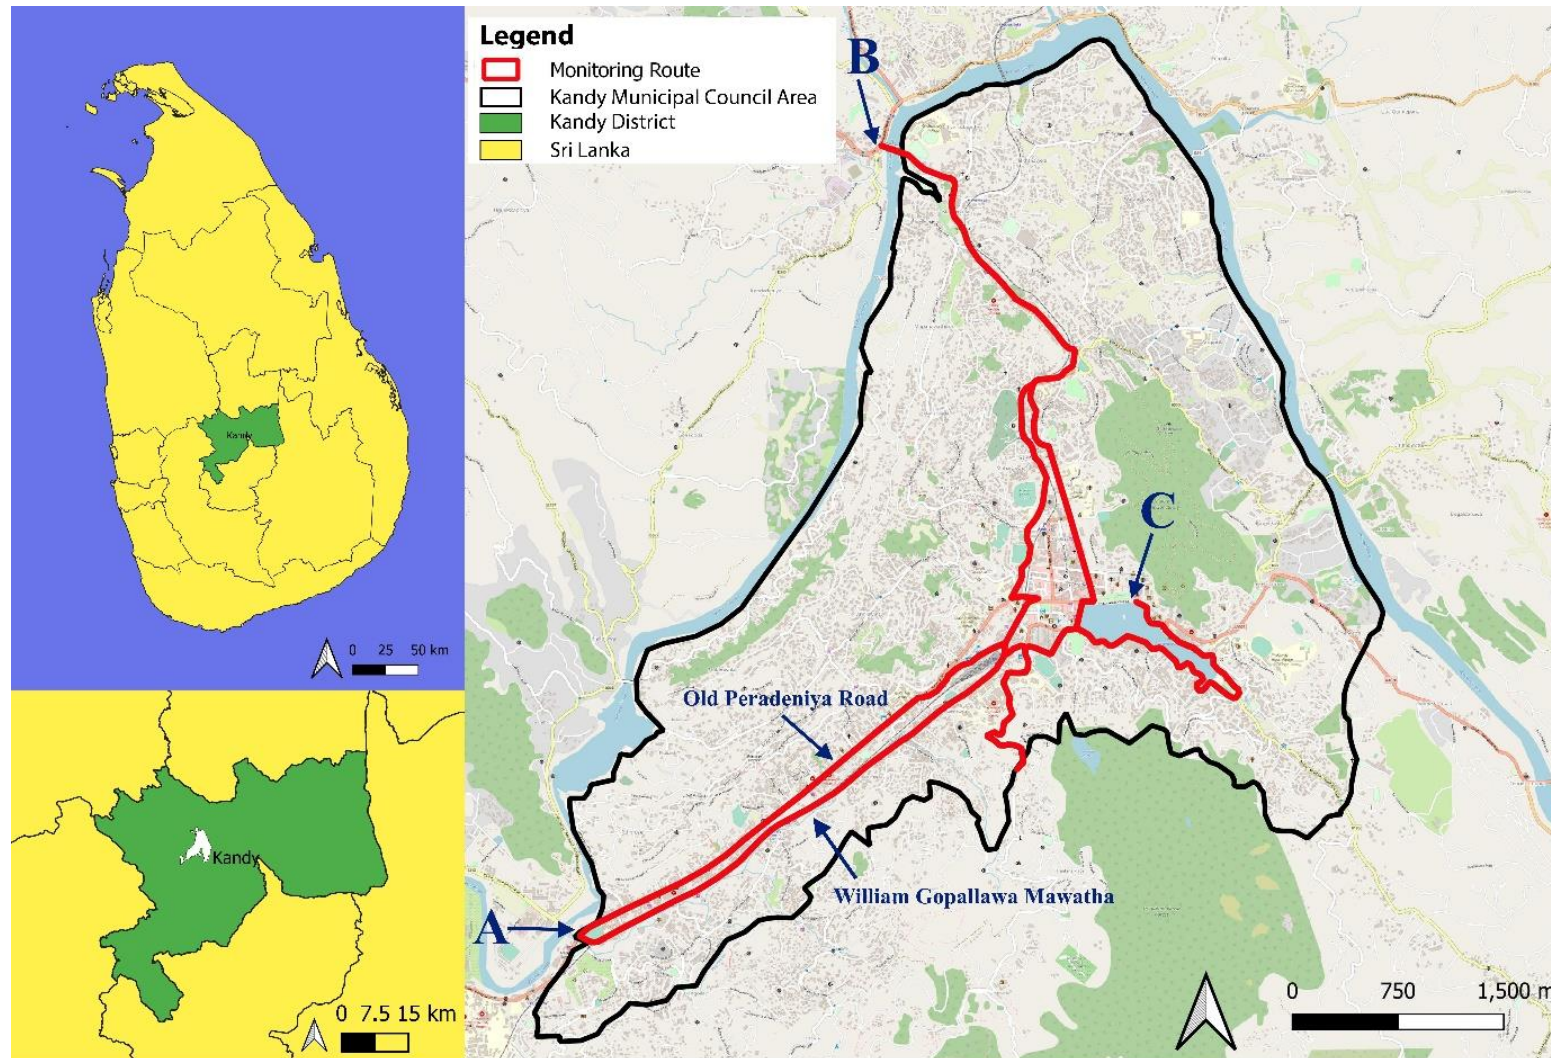 Legend
Monitoring Route
Kandy Municipal Council Area
Kandy District
Sri Lanka
B
Kandy
C
0 25 50 km
Old Peradeniya Road
Kandy
William Gopallawa Mawatha
A
0 7.5 15 km
0 750 1,500 m